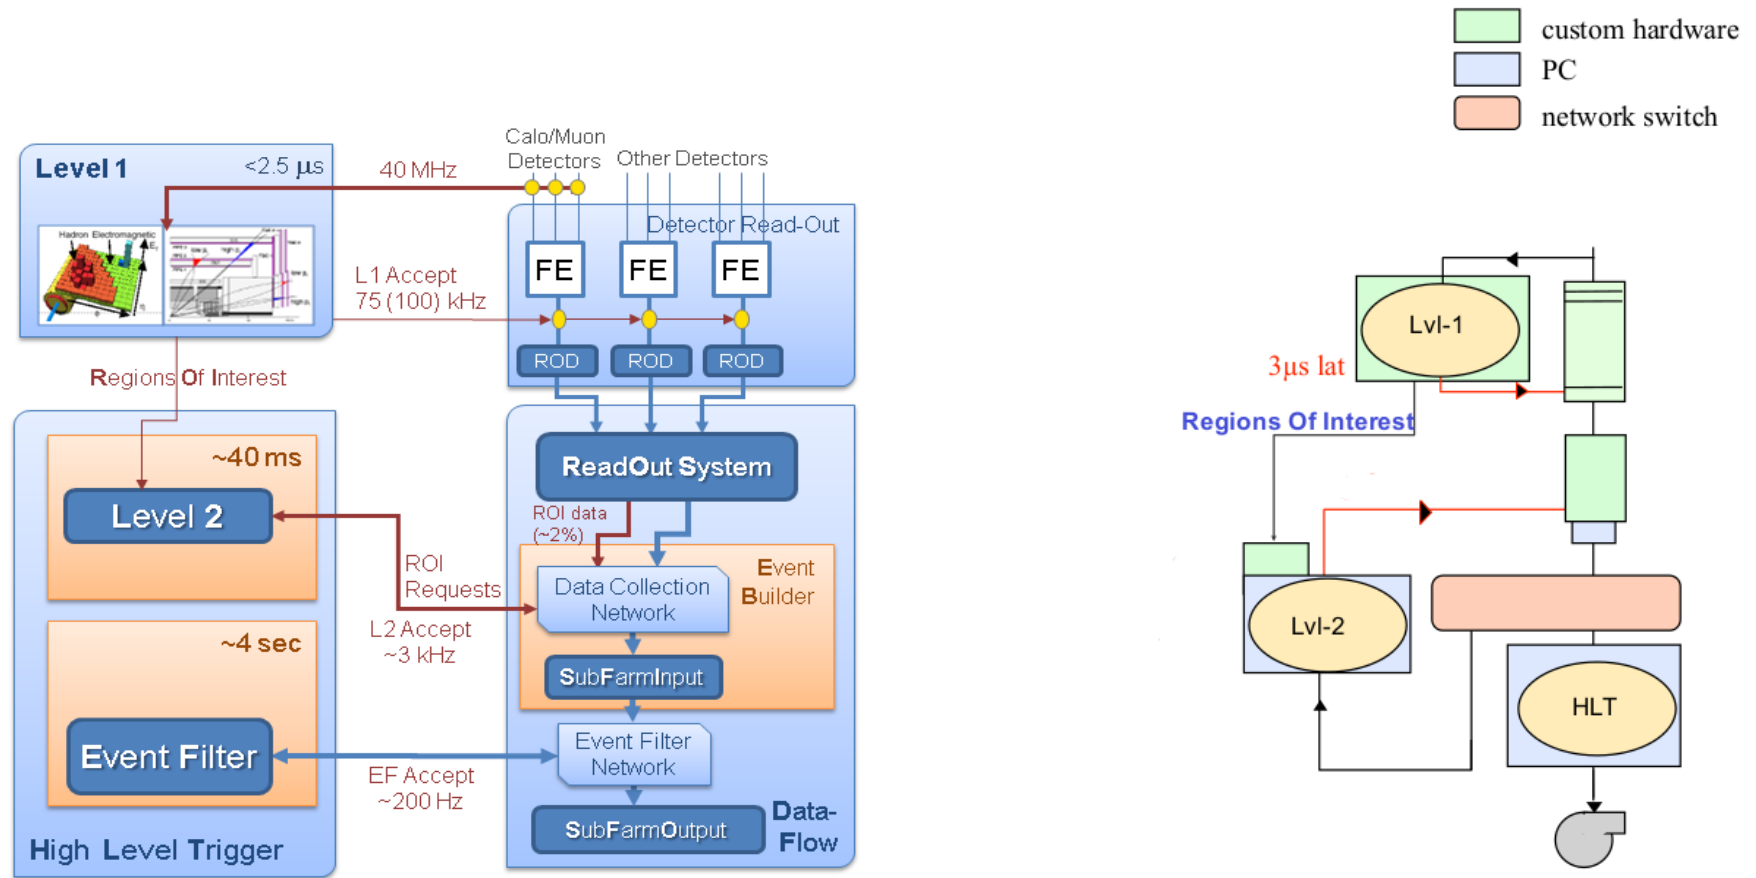 custom hardware
PC
network switch
Calo/Muon
Detectors
Other Detectors
Level 1
<2.5 μs
40 MHz
Detector Read-Out
Hadron Electromagnetic
FE
FE
FE
L1 Accept
75 (100) kHz
ROD
ROD
ROD
Regions Of Interest
~40 ms
Level 2
ReadOut System
ROI data
(~2%)
ROI
Requests
Event
Builder
Data Collection
Network
L2 Accept
~3 kHz
~4 sec
SubFarmInput
Event Filter
Event Filter
Network
EF Accept
~200 Hz
SubFarmOutput
Data-
Flow
High Level Trigger
Lvl-1
3μs lat
Regions Of Interest
Lvl-2
HLT